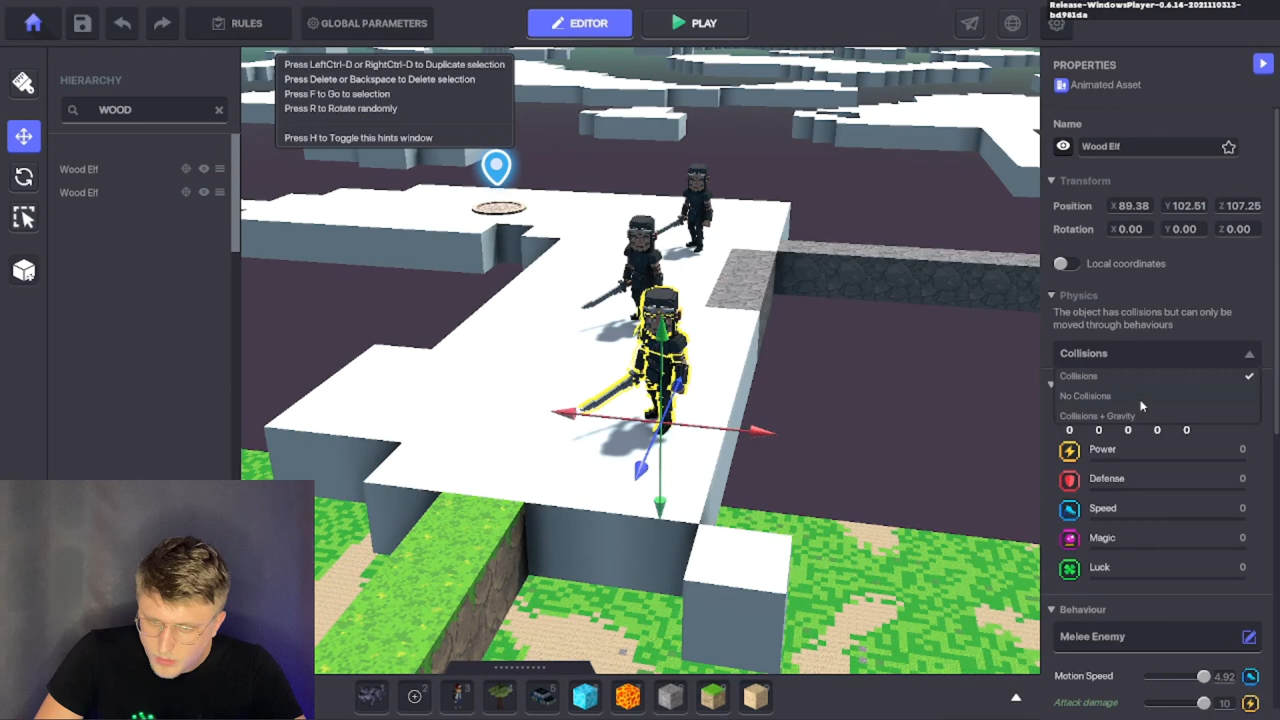 Release-WindowsPlayer-0.6.14-2021110313-
bd981da
RULES
GLOBAL PARAMETERS
EDITOR
PLAY
HIERARCHY
WOOD
Wood Elf
Wood Elf
Press LeftCtrl-D or RightCtrl-D to Duplicate selection
Press Delete or Backspace to Delete selection
Press F to Go to selection
Press R to Rotate randomly
Press H to Toggle this hints window
PROPERTIES
Animated Asset
Name
Wood Elf
Transform
Position X 89.38 Y 102.51 Z 107.25
Rotation X 0.00 Y 0.00 Z 0.00
Local coordinates
Physics
The object has collisions but can only be
moved through behaviours
Collisions
Collisions
No Collisions
Collisions + Gravity
0 0 0 0 0
Power 0
Defense 0
Speed 0
Magic 0
Luck 0
Behaviour
Melee Enemy
Motion Speed 4.92
Attack damage 10
2 3 5